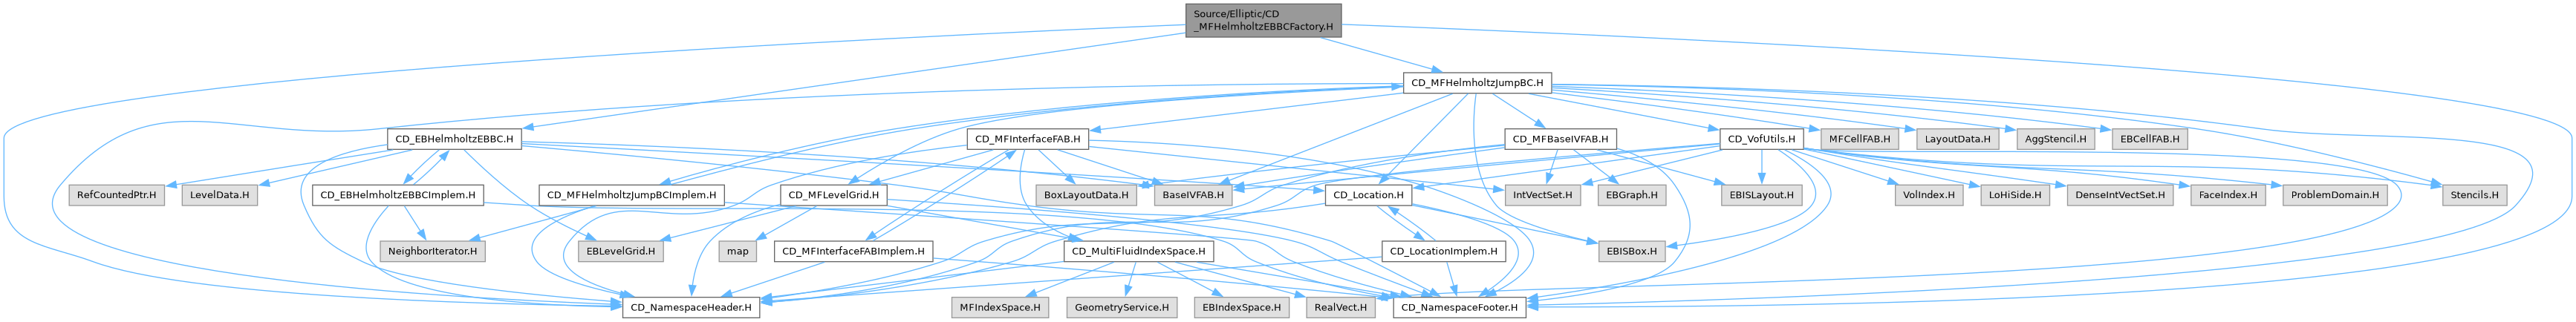 Source/Elliptic/CD
_MFHelmholtzEBBCFactory.H
CD_MFHelmholtzJumpBC.H
CD_EBHelmholtzEBBC.H
CD_MFInterfaceFAB.H
CD_MFBaseIVFAB.H
CD_VofUtils.H
MFCellFAB.H
LayoutData.H
AggStencil.H
EBCellFAB.H
RefCountedPtr.H
LevelData.H
CD_EBHelmholtzEBBCImplem.H
CD_MFHelmholtzJumpBCImplem.H
CD_MFLevelGrid.H
BoxLayoutData.H
BaseIVFAB.H
CD_Location.H
IntVectSet.H
EBGraph.H
EBISLayout.H
VolIndex.H
LoHiSide.H
DenseIntVectSet.H
FaceIndex.H
ProblemDomain.H
Stencils.H
NeighborIterator.H
EBLevelGrid.H
map
CD_MFInterfaceFABImplem.H
CD_MultiFluidIndexSpace.H
CD_LocationImplem.H
EBISBox.H
CD_NamespaceHeader.H
MFIndexSpace.H
GeometryService.H
EBIndexSpace.H
RealVect.H
CD_NamespaceFooter.H